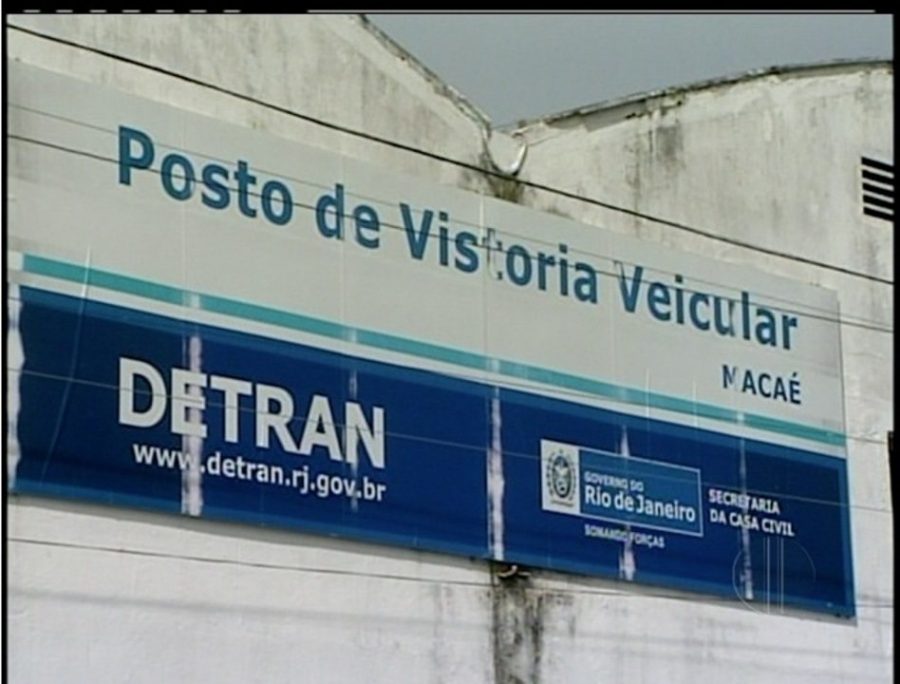 Posto de Vistoria Veicular
MACAÉ
DETRAN
www.detran.rj.gov.br
GOVERNO DO
Rio de Janeiro
SOMANDO FORÇAS
SECRETARIA
DA CASA CIVIL